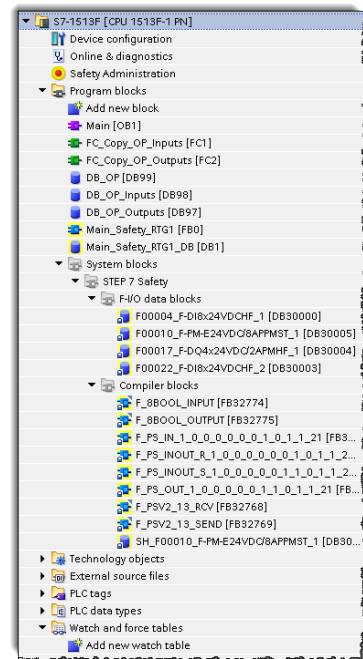 S7-1513F [CPU 1513F-1 PN]
Device configuration
Online & diagnostics
Safety Administration
Program blocks
Add new block
Main [OB1]
FC_Copy_OP_Inputs [FC1]
FC_Copy_OP_Outputs [FC2]
DB_OP [DB99]
DB_OP_Inputs [DB98]
DB_OP_Outputs [DB97]
Main_Safety_RTG1 [FB0]
Main_Safety_RTG1_DB [DB1]
System blocks
STEP 7 Safety
F-I/O data blocks
F00004_F-DI8x24VDCHF_1 [DB30000]
F00010_F-PM-E24VDC/8APPMST_1 [DB30005]
F00017_F-DQ4x24VDC/2APMHF_1 [DB30004]
F00022_F-DI8x24VDCHF_2 [DB30003]
Compiler blocks
F_8BOOL_INPUT [FB32774]
F_8BOOL_OUTPUT [FB32775]
F_PS_IN_1_0_0_0_0_0_1_0_1_1_21 [FB3...
F_PS_INOUT_R_1_0_0_0_0_0_1_0_1_1_2...
F_PS_INOUT_S_1_0_0_0_0_1_1_0_1_1_2...
F_PS_OUT_1_0_0_0_0_1_1_0_1_1_21 [FB...
F_PSV2_13_RCV [FB32768]
F_PSV2_13_SEND [FB32769]
SH_F00010_F-PM-E24VDC/8APPMST_1 [DB30...
Technology objects
External source files
PLC tags
PLC data types
Watch and force tables
Add new watch table